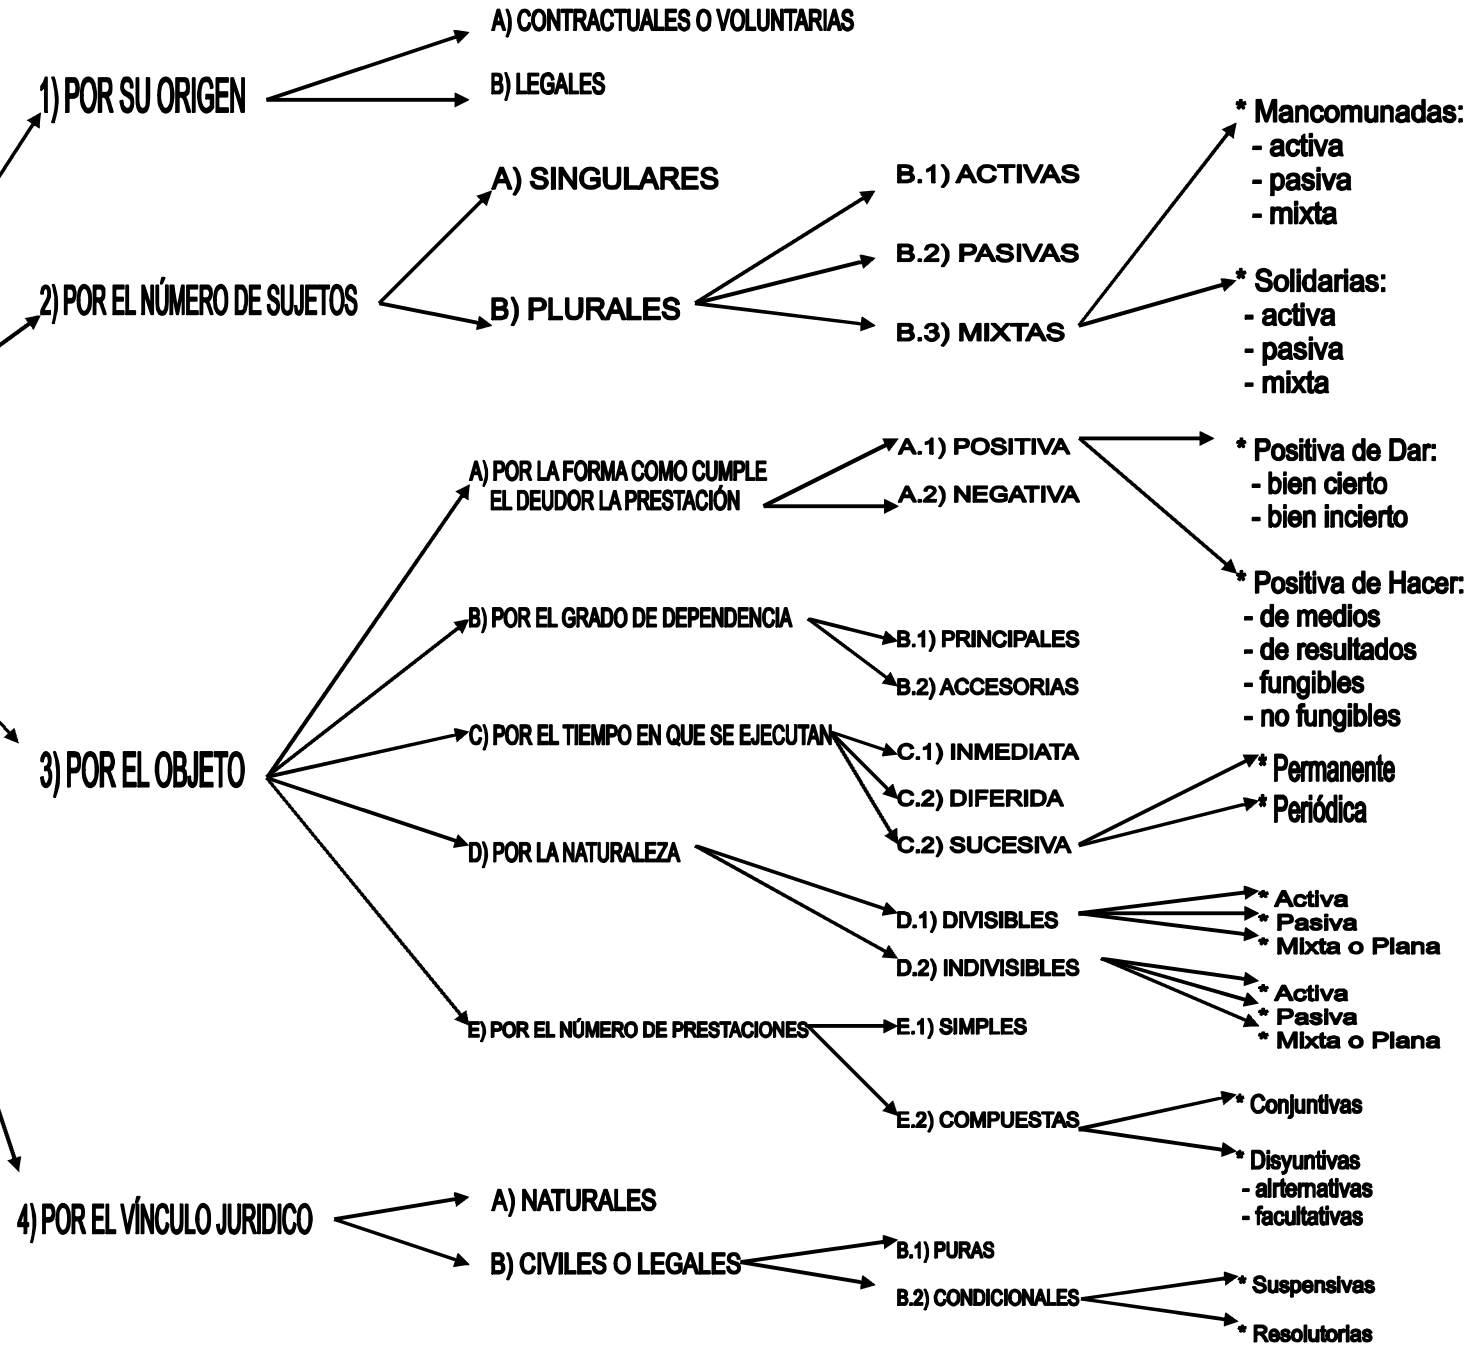 1) POR SU ORIGEN
A) CONTRACTUALES O VOLUNTARIAS
B) LEGALES
2) POR EL NÚMERO DE SUJETOS
A) SINGULARES
B) PLURALES
B.1) ACTIVAS
B.2) PASIVAS
B.3) MIXTAS
* Mancomunadas:
- activa
- pasiva
- mixta
* Solidarias:
- activa
- pasiva
- mixta
3) POR EL OBJETO
A) POR LA FORMA COMO CUMPLE
EL DEUDOR LA PRESTACIÓN
A.1) POSITIVA
A.2) NEGATIVA
* Positiva de Dar:
- bien cierto
- bien incierto
* Positiva de Hacer:
- de medios
- de resultados
- fungibles
- no fungibles
B) POR EL GRADO DE DEPENDENCIA
B.1) PRINCIPALES
B.2) ACCESORIAS
C) POR EL TIEMPO EN QUE SE EJECUTAN
C.1) INMEDIATA
C.2) DIFERIDA
C.2) SUCESIVA
* Permanente
* Periódica
D) POR LA NATURALEZA
D.1) DIVISIBLES
* Activa
* Pasiva
* Mixta o Plana
D.2) INDIVISIBLES
* Activa
* Pasiva
* Mixta o Plana
E) POR EL NÚMERO DE PRESTACIONES
E.1) SIMPLES
E.2) COMPUESTAS
* Conjuntivas
* Disyuntivas
- airternativas
- facultativas
4) POR EL VÍNCULO JURIDICO
A) NATURALES
B) CIVILES O LEGALES
B.1) PURAS
B.2) CONDICIONALES
* Suspensivas
* Resolutorias